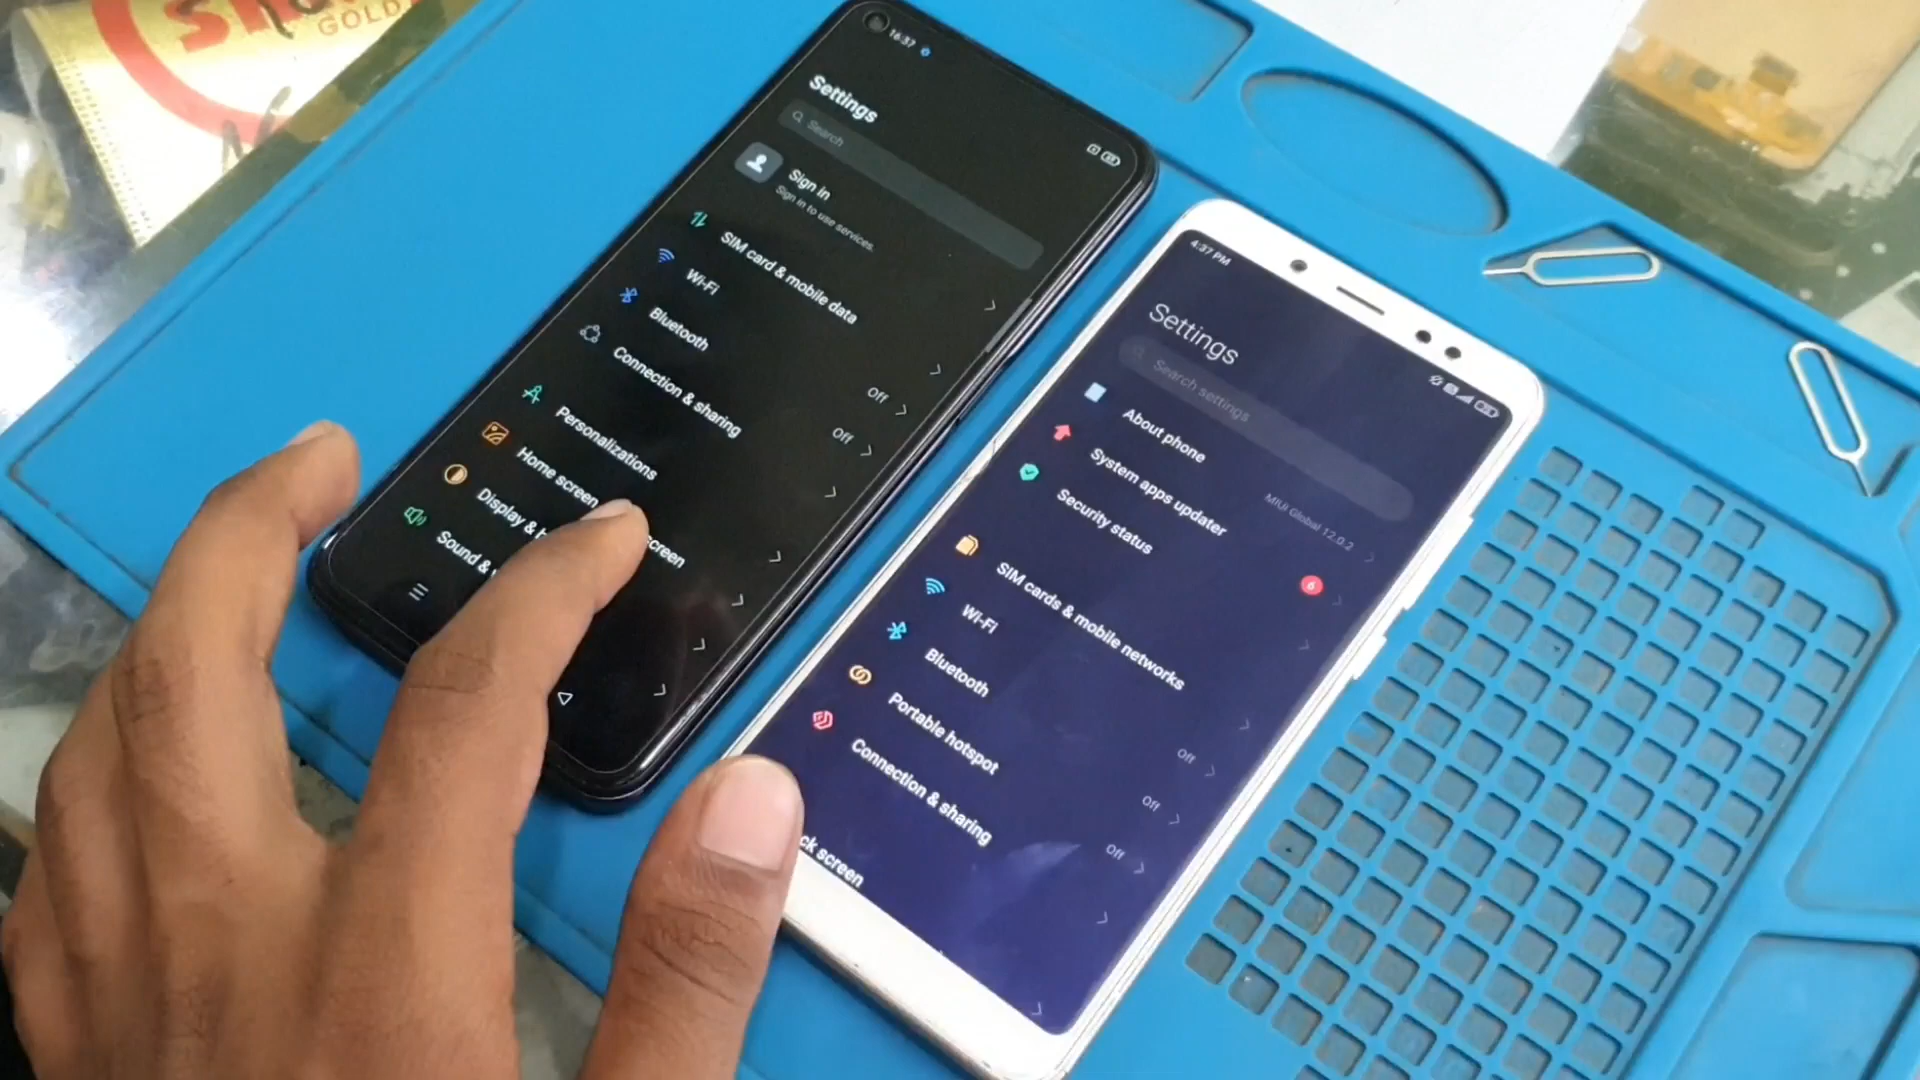 GOLD
16:37
Settings
Search
Sign in
Sign in to use services.
SIM card & mobile data
Wi-Fi
Off
Bluetooth
Off
Connection & sharing
Personalizations
Home screen
Display &
screen
Sound &
4:37 PM
Settings
Search settings
About phone
MIUI Global 12.0.2
System apps updater
6
Security status
SIM cards & mobile networks
Wi-Fi
Off
Bluetooth
Off
Portable hotspot
Off
Connection & sharing
ck screen